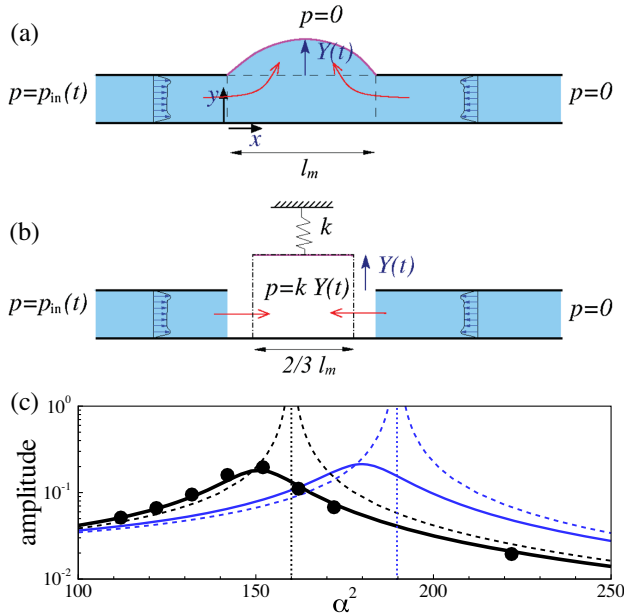 (a)
p=0
Y(t)
p=p_in(t)
y
p=0
x
l_m
(b)
k
Y(t)
p=k Y(t)
p=p_in(t)
p=0
2/3 l_m
(c)
10^0
10^-1
10^-2
amplitude
100 150 200 250
α^2